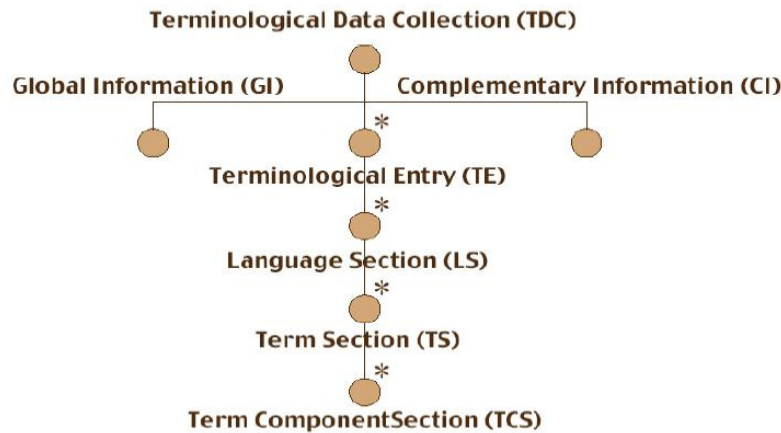 Terminological Data Collection (TDC)
Global Information (GI)
Complementary Information (CI)
*
Terminological Entry (TE)
*
Language Section (LS)
*
Term Section (TS)
*
Term ComponentSection (TCS)